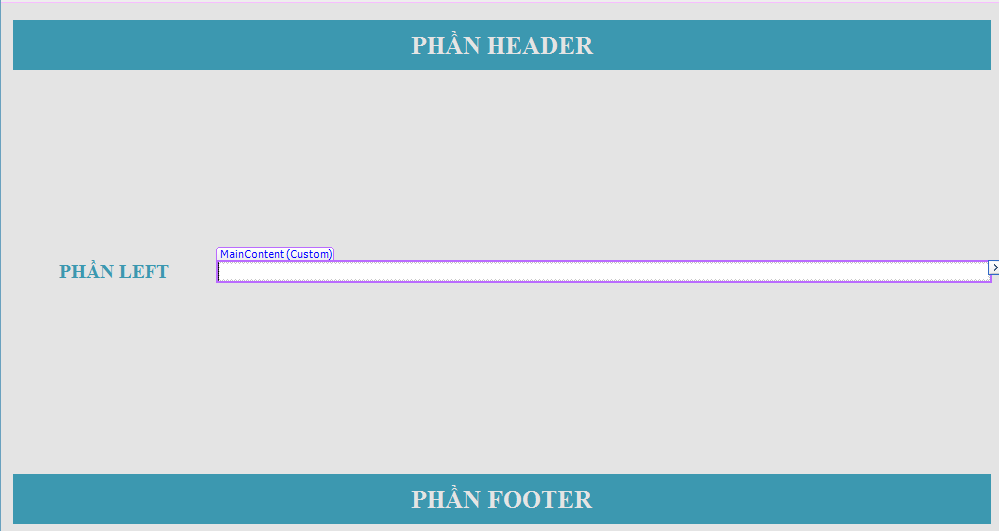 PHẦN HEADER
MainContent (Custom)
PHẦN LEFT
PHẦN FOOTER